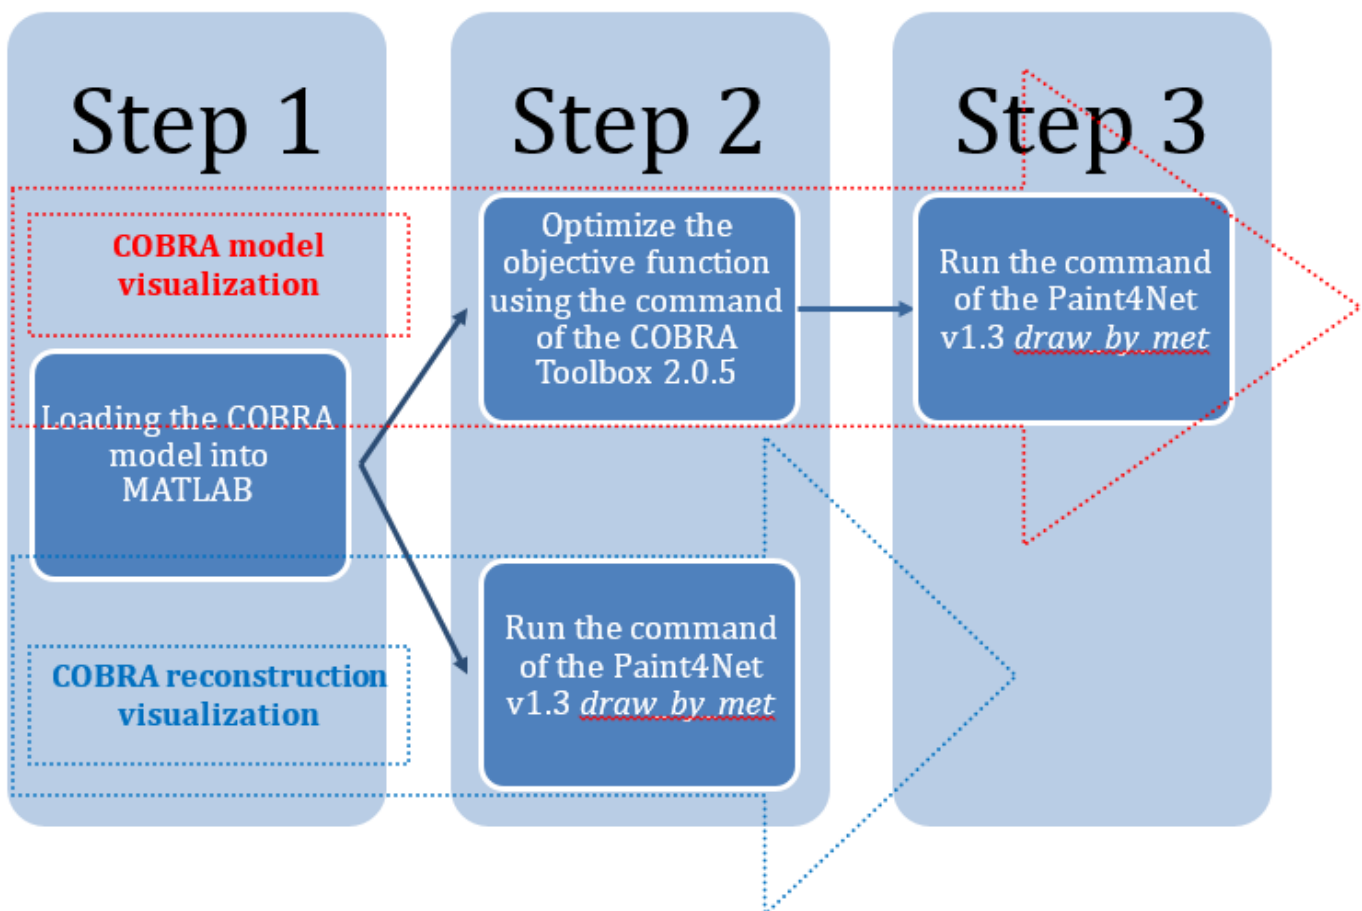 Step 1
Step 2
Step 3
COBRA model
visualization
Loading the COBRA
model into
MATLAB
COBRA reconstruction
visualization
Optimize the
objective function
using the command
of the COBRA
Toolbox 2.0.5
Run the command
of the Paint4Net
v1.3 draw_by_met
Run the command
of the Paint4Net
v1.3 draw_by_met